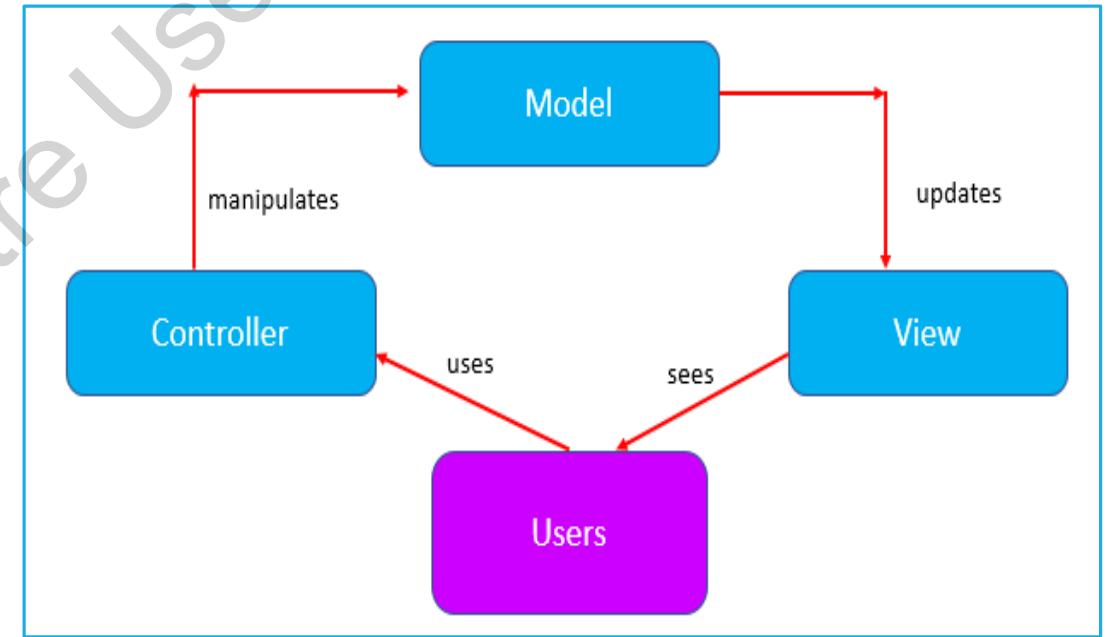 Model
manipulates
updates
Controller
View
uses
sees
Users